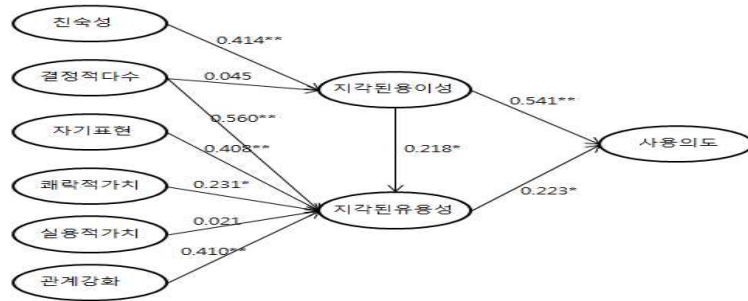 친숙성
0.414**
결정적다수
0.045
지각된용이성
0.560**
0.541**
자기표현
0.408**
0.218*
사용의도
쾌락적가치
0.231*
0.223*
지각된유용성
0.021
실용적가치
0.410**
관계강화